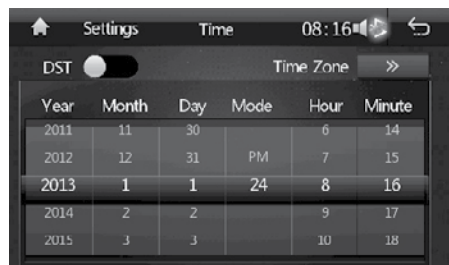 Settings Time 08:16
DST Time Zone »
Year Month Day Mode Hour Minute
2011 11 30 6 14
2012 12 31 PM 7 15
2013 1 1 24 8 16
2014 2 2 9 17
2015 3 3 10 18